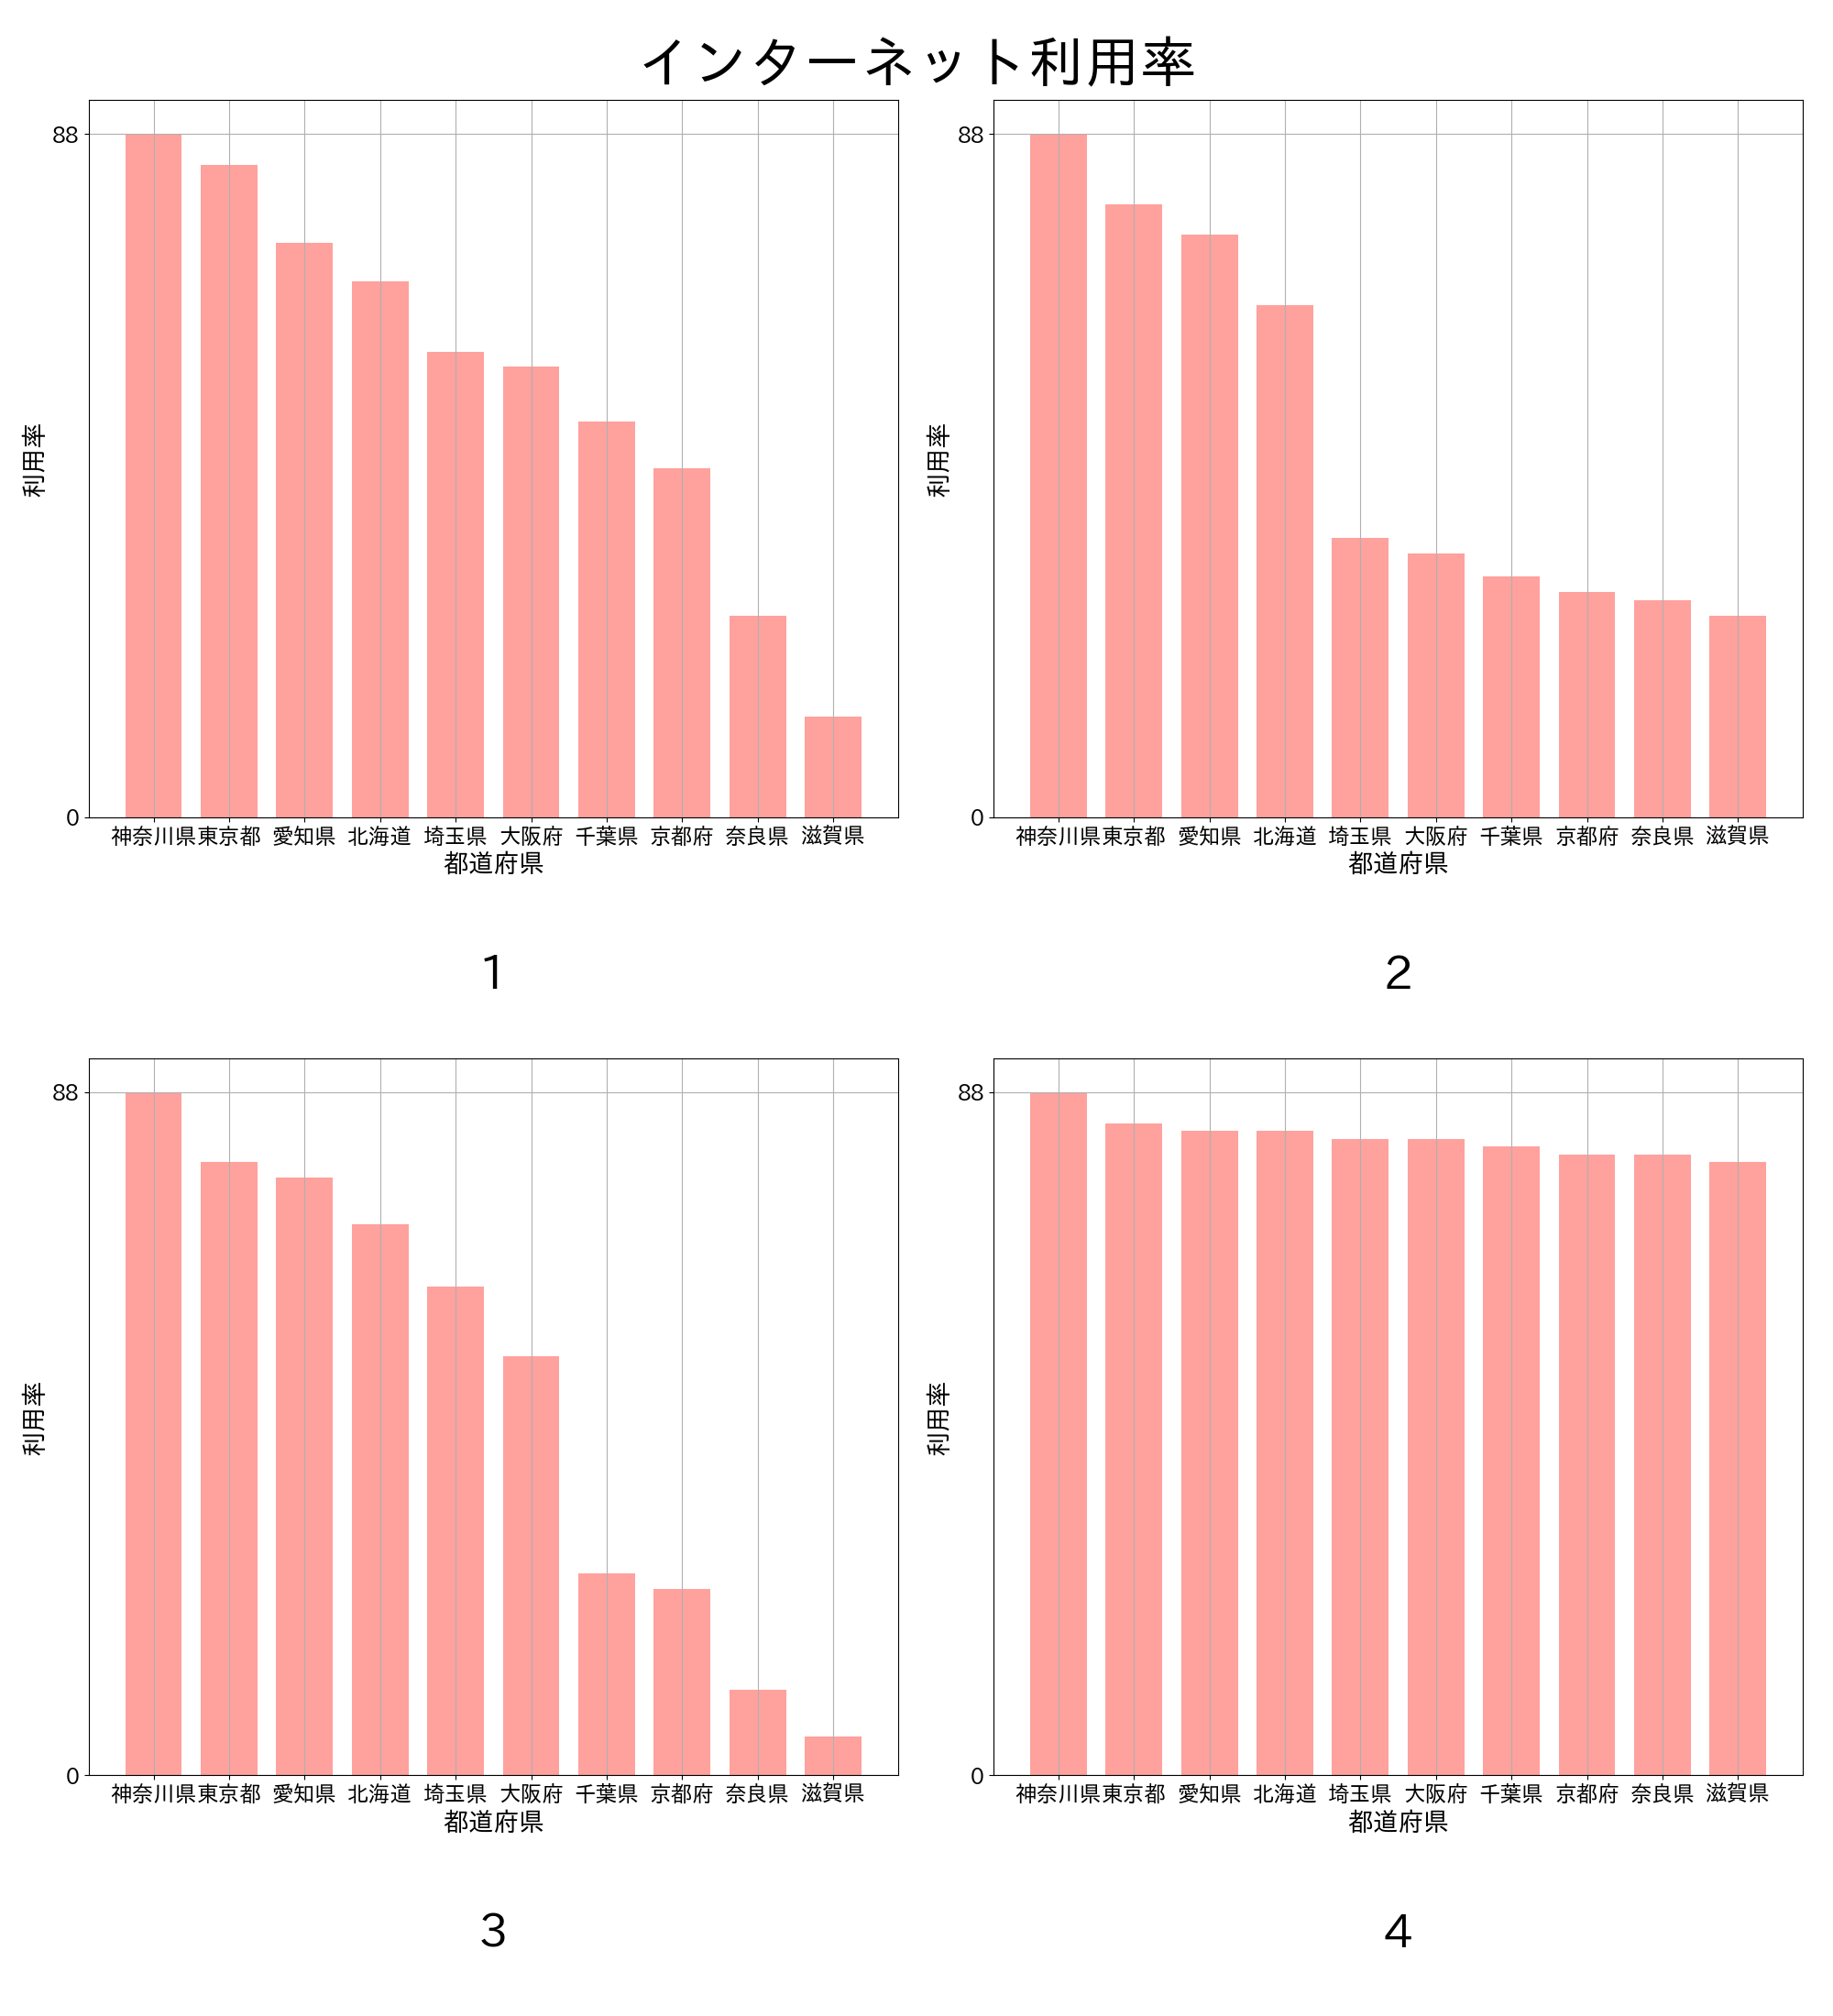 インターネット利用率
88
0
利用率
神奈川県 東京都 愛知県 北海道 埼玉県 大阪府 千葉県 京都府 奈良県 滋賀県
都道府県
1
88
0
利用率
神奈川県 東京都 愛知県 北海道 埼玉県 大阪府 千葉県 京都府 奈良県 滋賀県
都道府県
2
88
0
利用率
神奈川県 東京都 愛知県 北海道 埼玉県 大阪府 千葉県 京都府 奈良県 滋賀県
都道府県
3
88
0
利用率
神奈川県 東京都 愛知県 北海道 埼玉県 大阪府 千葉県 京都府 奈良県 滋賀県
都道府県
4